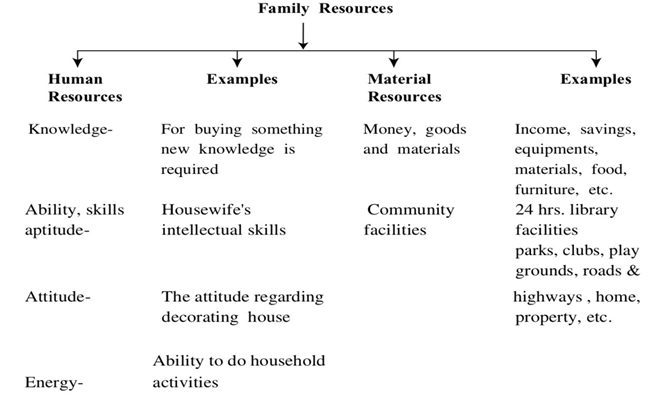 Family Resources
Human Resources
Examples
Material Resources
Examples
Knowledge-
For buying something
new knowledge is
required
Money, goods
and materials
Income, savings,
equipments,
materials, food,
furniture, etc.
Ability, skills
aptitude-
Housewife's
intellectual skills
Community
facilities
24 hrs. library
facilities
parks, clubs, play
grounds, roads &
Attitude-
The attitude regarding
decorating house
highways , home,
property, etc.
Energy-
Ability to do household
activities